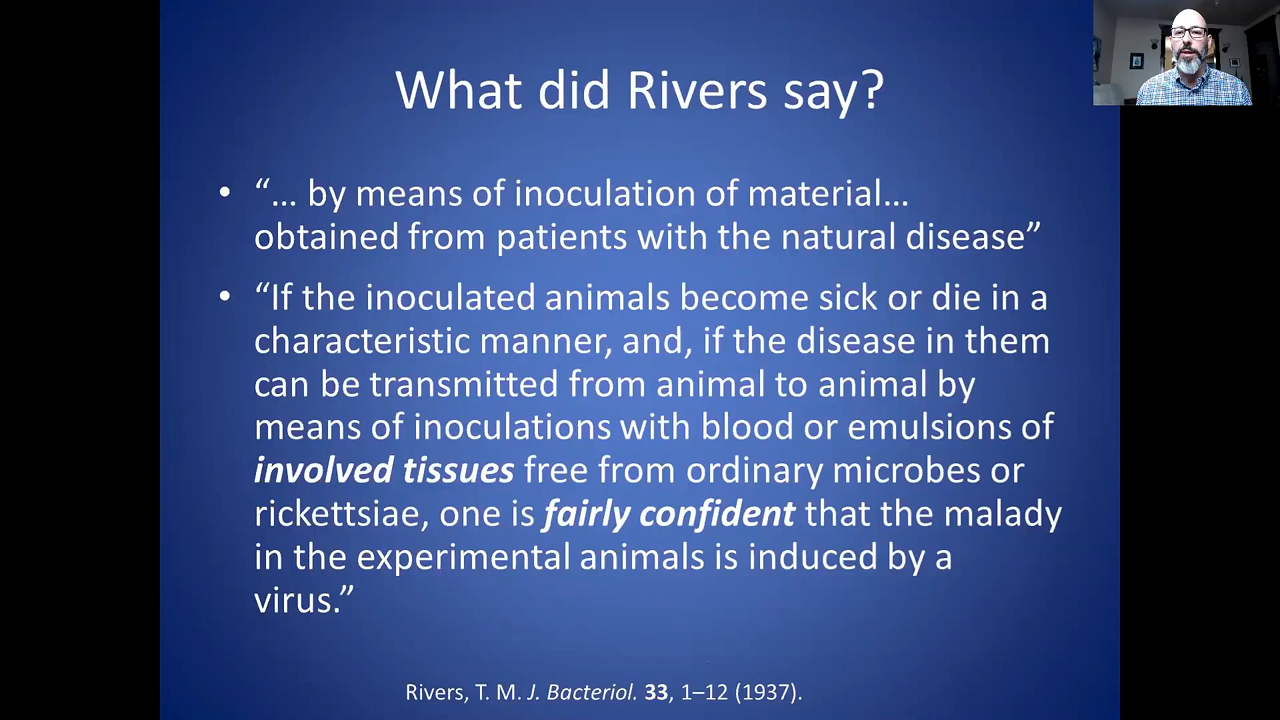 What did Rivers say?
• “… by means of inoculation of material…
obtained from patients with the natural disease”
• “If the inoculated animals become sick or die in a
characteristic manner, and, if the disease in them
can be transmitted from animal to animal by
means of inoculations with blood or emulsions of
involved tissues free from ordinary microbes or
rickettsiae, one is fairly confident that the malady
in the experimental animals is induced by a
virus.”
Rivers, T. M. J. Bacteriol. 33, 1–12 (1937).